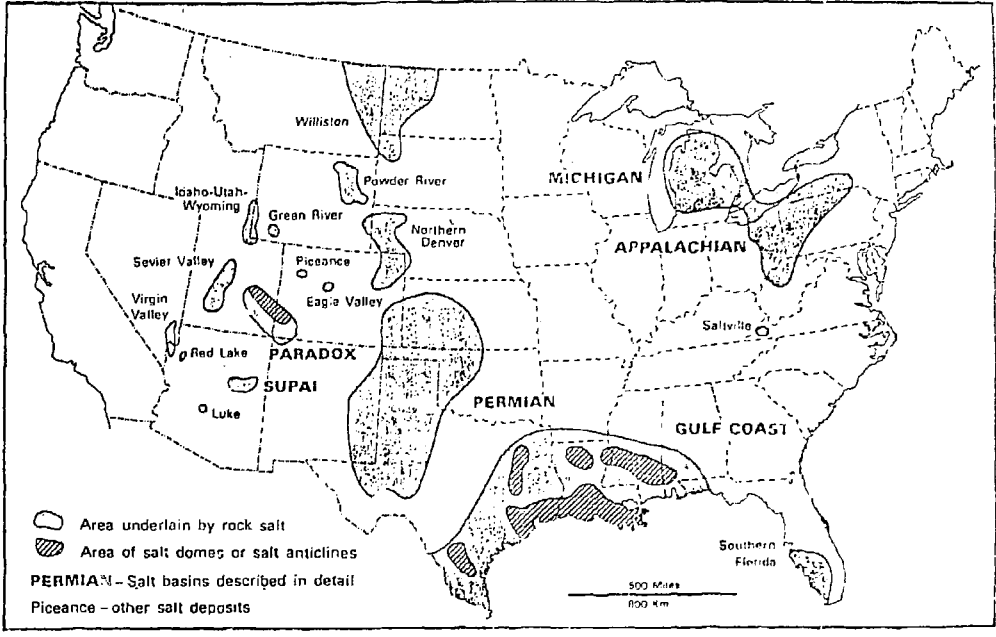 Williston
Powder River
MICHIGAN
Idaho-Utah-
Wyoming
Green River
Northern
Denver
APPALACHIAN
Sevier Valley
Piceance
Eagle Valley
Virgin
Valley
Saltville
Red Lake
PARADOX
SUPAI
Luke
PERMIAN
GULF COAST
Area underlain by rock salt
Area of salt domes or salt anticlines
PERMIAN – Salt basins described in detail
Piceance – other salt deposits
Southern
Florida
500 Miles
800 Km